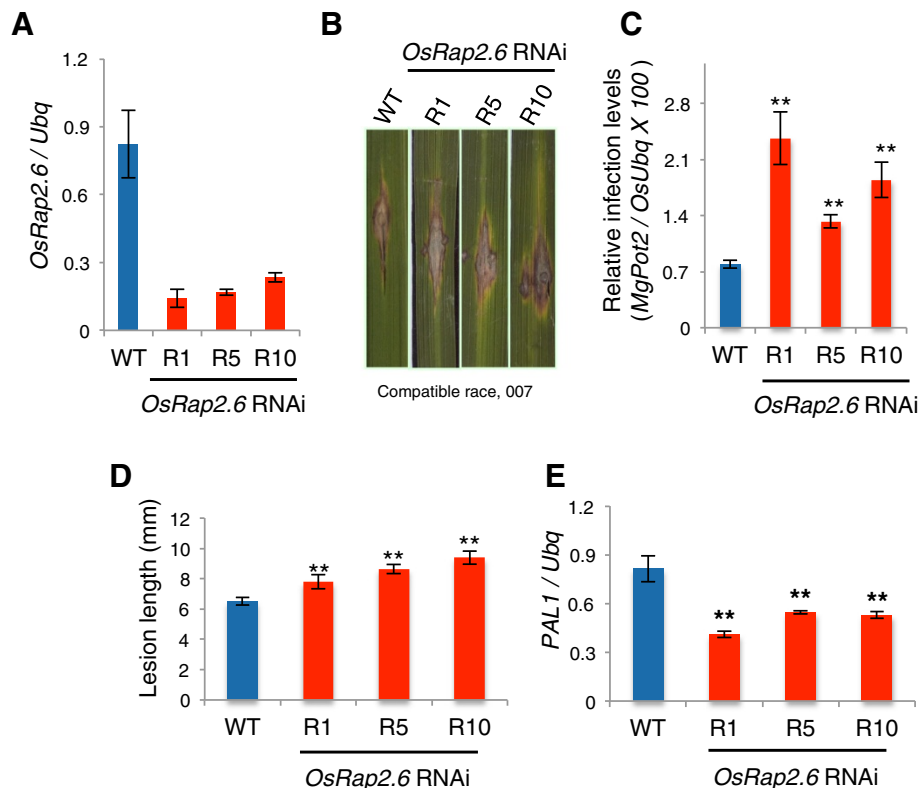 A
OsRap2.6 / Ubq
1.2
0.9
0.6
0.3
0
WT R1 R5 R10
OsRap2.6 RNAi
B
OsRap2.6 RNAi
WT R1 R5 R10
Compatible race, 007
C
Relative infection levels
(MgPot2 / OsUbq X 100)
2.8
2.1
1.4
0.7
0
** ** **
WT R1 R5 R10
OsRap2.6 RNAi
D
Lesion length (mm)
12
10
8
6
4
2
0
** ** **
WT R1 R5 R10
OsRap2.6 RNAi
E
PAL1 / Ubq
1.2
0.9
0.6
0.3
0
** ** **
WT R1 R5 R10
OsRap2.6 RNAi